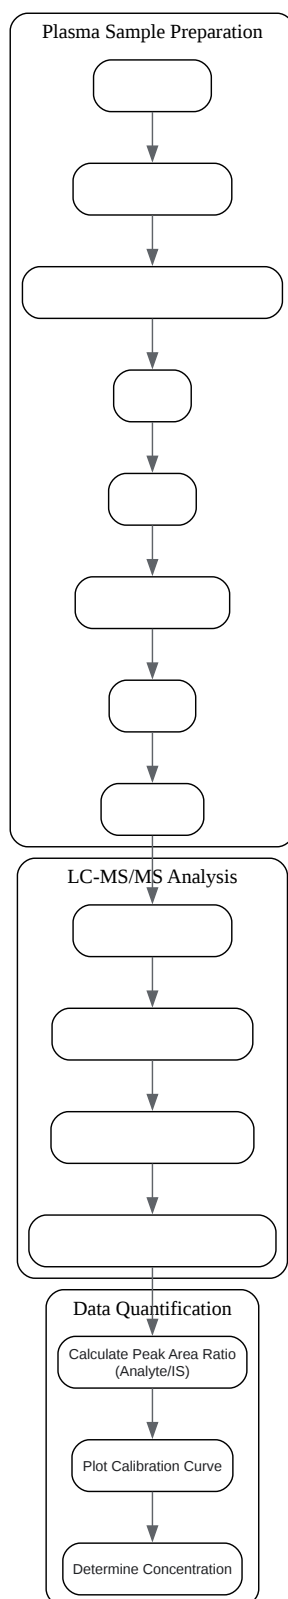 Plasma Sample Preparation
LC-MS/MS Analysis
Data Quantification
Calculate Peak Area Ratio
(Analyte/IS)
Plot Calibration Curve
Determine Concentration